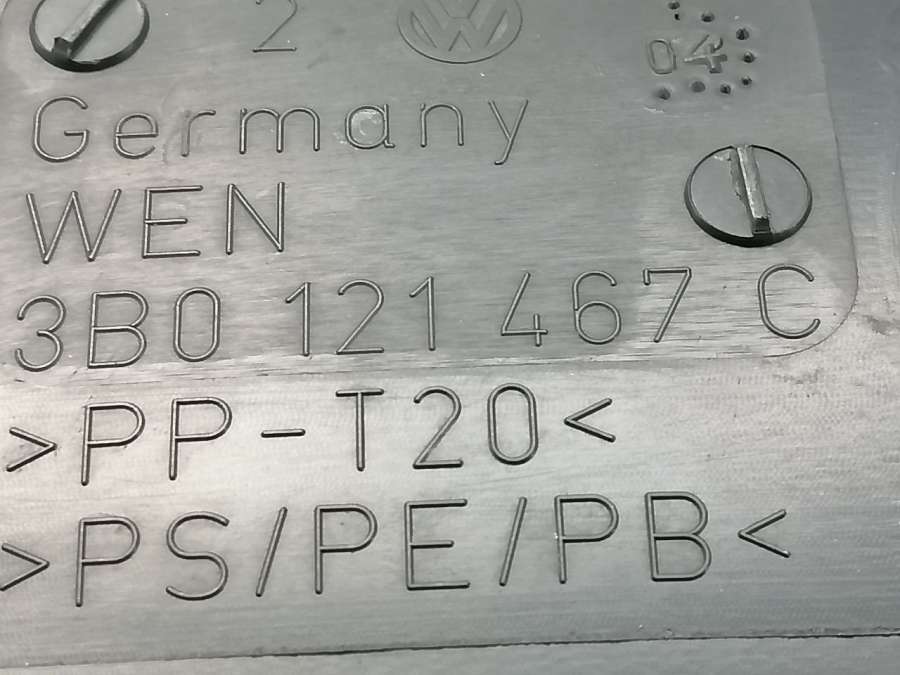 2
04
Germany
WEN
3B0 121 467 C
>PP-T20<
>PS/PE/PB<